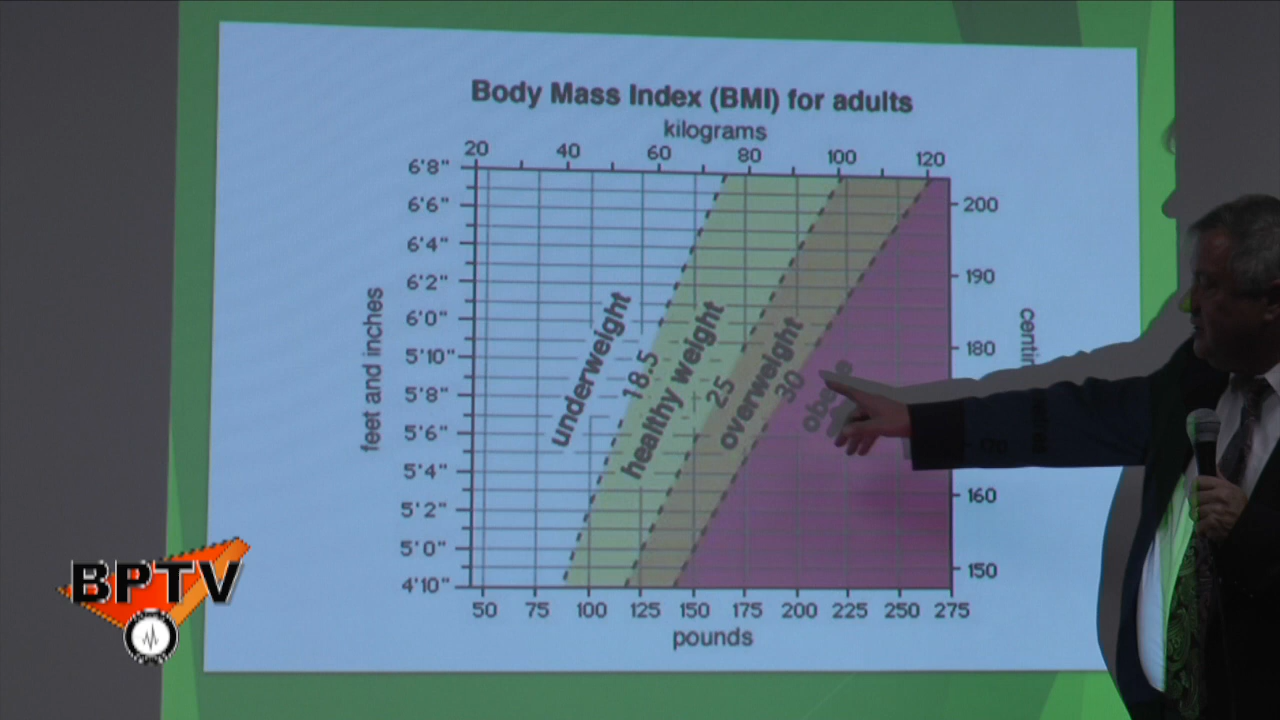 Body Mass Index (BMI) for adults
kilograms
20 40 60 80 100 120
6'8"
6'6"
6'4"
6'2"
6'0"
5'10"
5'8"
5'6"
5'4"
5'2"
5'0"
4'10"
feet and inches
underweight
18.5
healthy weight
25
overweight
30
obese
200
190
180
160
150
50 75 100 125 150 175 200 225 250 275
pounds
BPTV